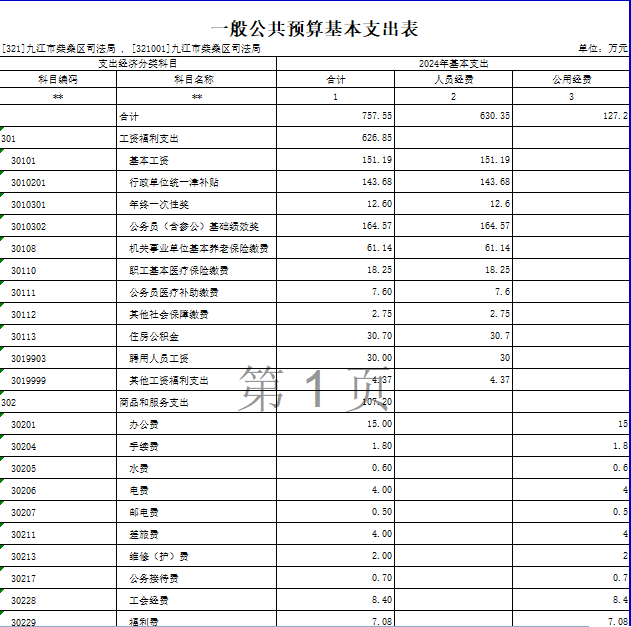 一般公共预算基本支出表
[321]九江市柴桑区司法局 , [321001]九江市柴桑区司法局 单位: 万元
支出经济分类科目 2024年基本支出
科目编码 科目名称 合计 人员经费 公用经费
** ** 1 2 3
合计 757.55 630.35 127.2
301 工资福利支出 626.85
30101 基本工资 151.19 151.19
3010201 行政单位统一津补贴 143.68 143.68
3010301 年终一次性奖 12.60 12.6
3010302 公务员（含参公）基础绩效奖 164.57 164.57
30108 机关事业单位基本养老保险缴费 61.14 61.14
30110 职工基本医疗保险缴费 18.25 18.25
30111 公务员医疗补助缴费 7.60 7.6
30112 其他社会保障缴费 2.75 2.75
30113 住房公积金 30.70 30.7
3019903 聘用人员工资 30.00 30
3019999 其他工资福利支出 4.37 4.37
第 1 页
302 商品和服务支出 107.20
30201 办公费 15.00 15
30204 手续费 1.80 1.8
30205 水费 0.60 0.6
30206 电费 4.00 4
30207 邮电费 0.50 0.5
30211 差旅费 4.00 4
30213 维修（护）费 2.00 2
30217 公务接待费 0.70 0.7
30228 工会经费 8.40 8.4
30229 福利费 7.08 7.08